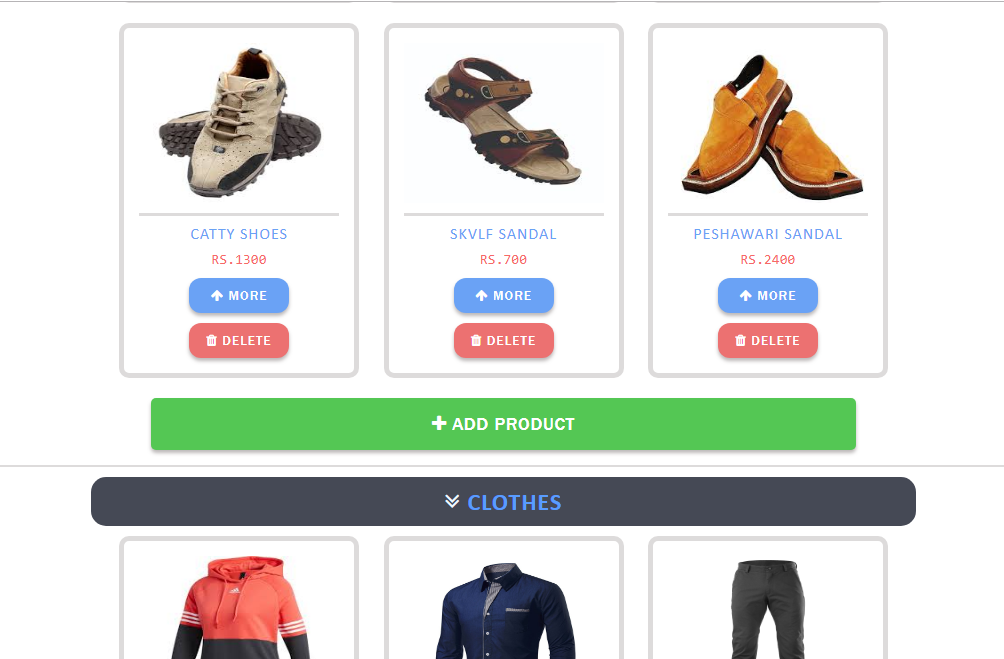 CATTY SHOES
RS.1300
MORE
DELETE
SKVLF SANDAL
RS.700
MORE
DELETE
PESHAWARI SANDAL
RS.2400
MORE
DELETE
ADD PRODUCT
CLOTHES